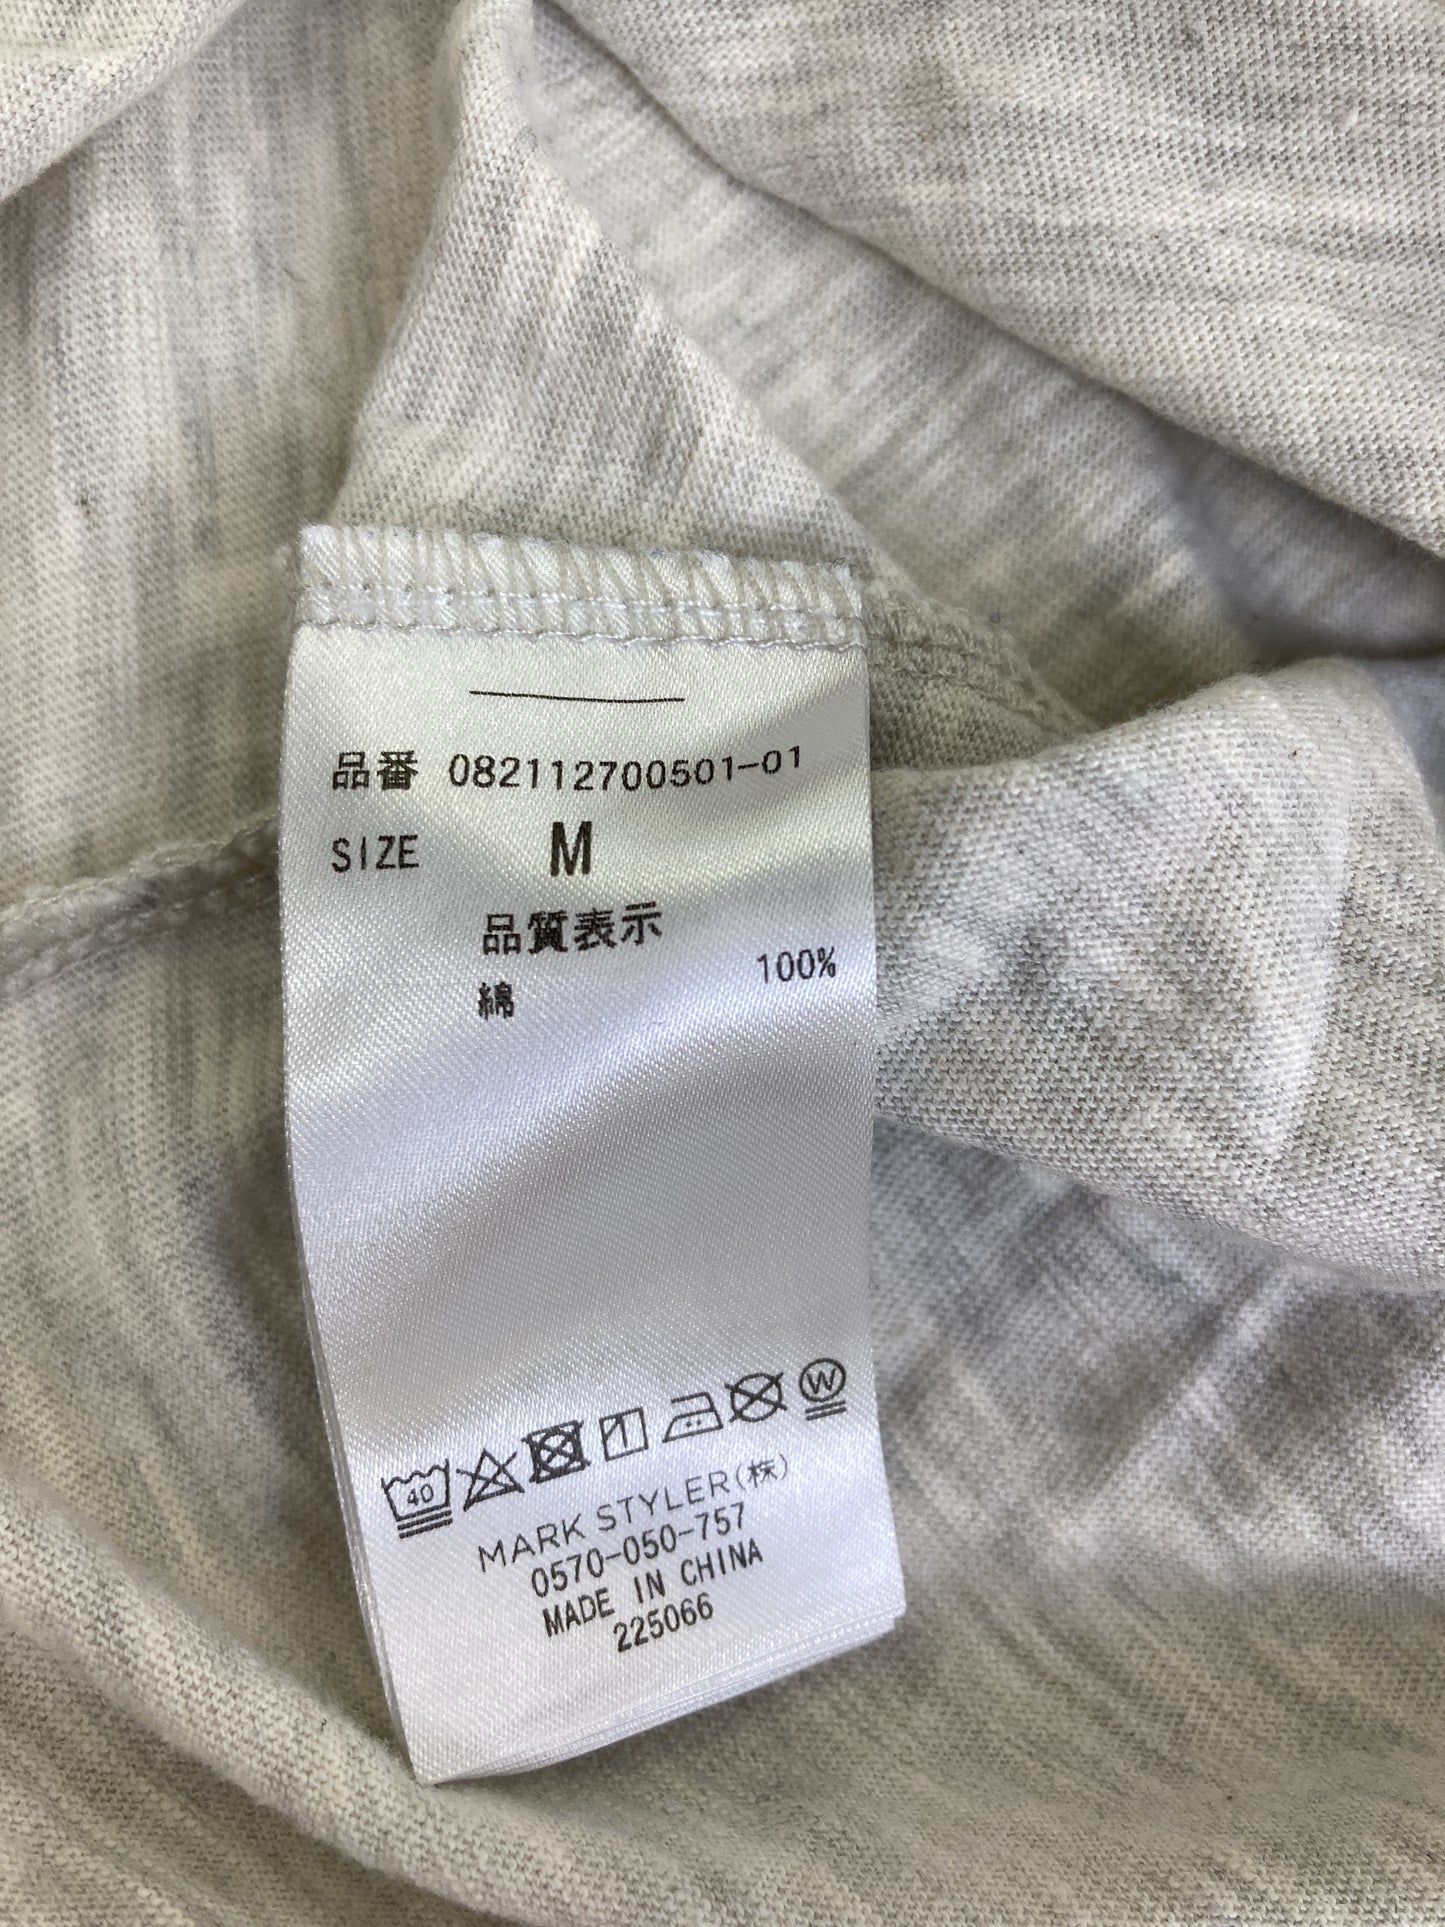 品番 082112700501-01
SIZE M
品質表示
綿 100%
40 W
MARK STYLER(株)
0570-050-757
MADE IN CHINA
225066